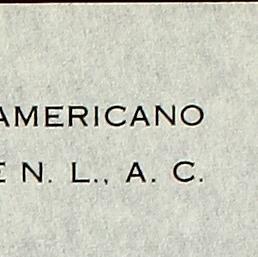 AMERICANO
E N. L., A. C.